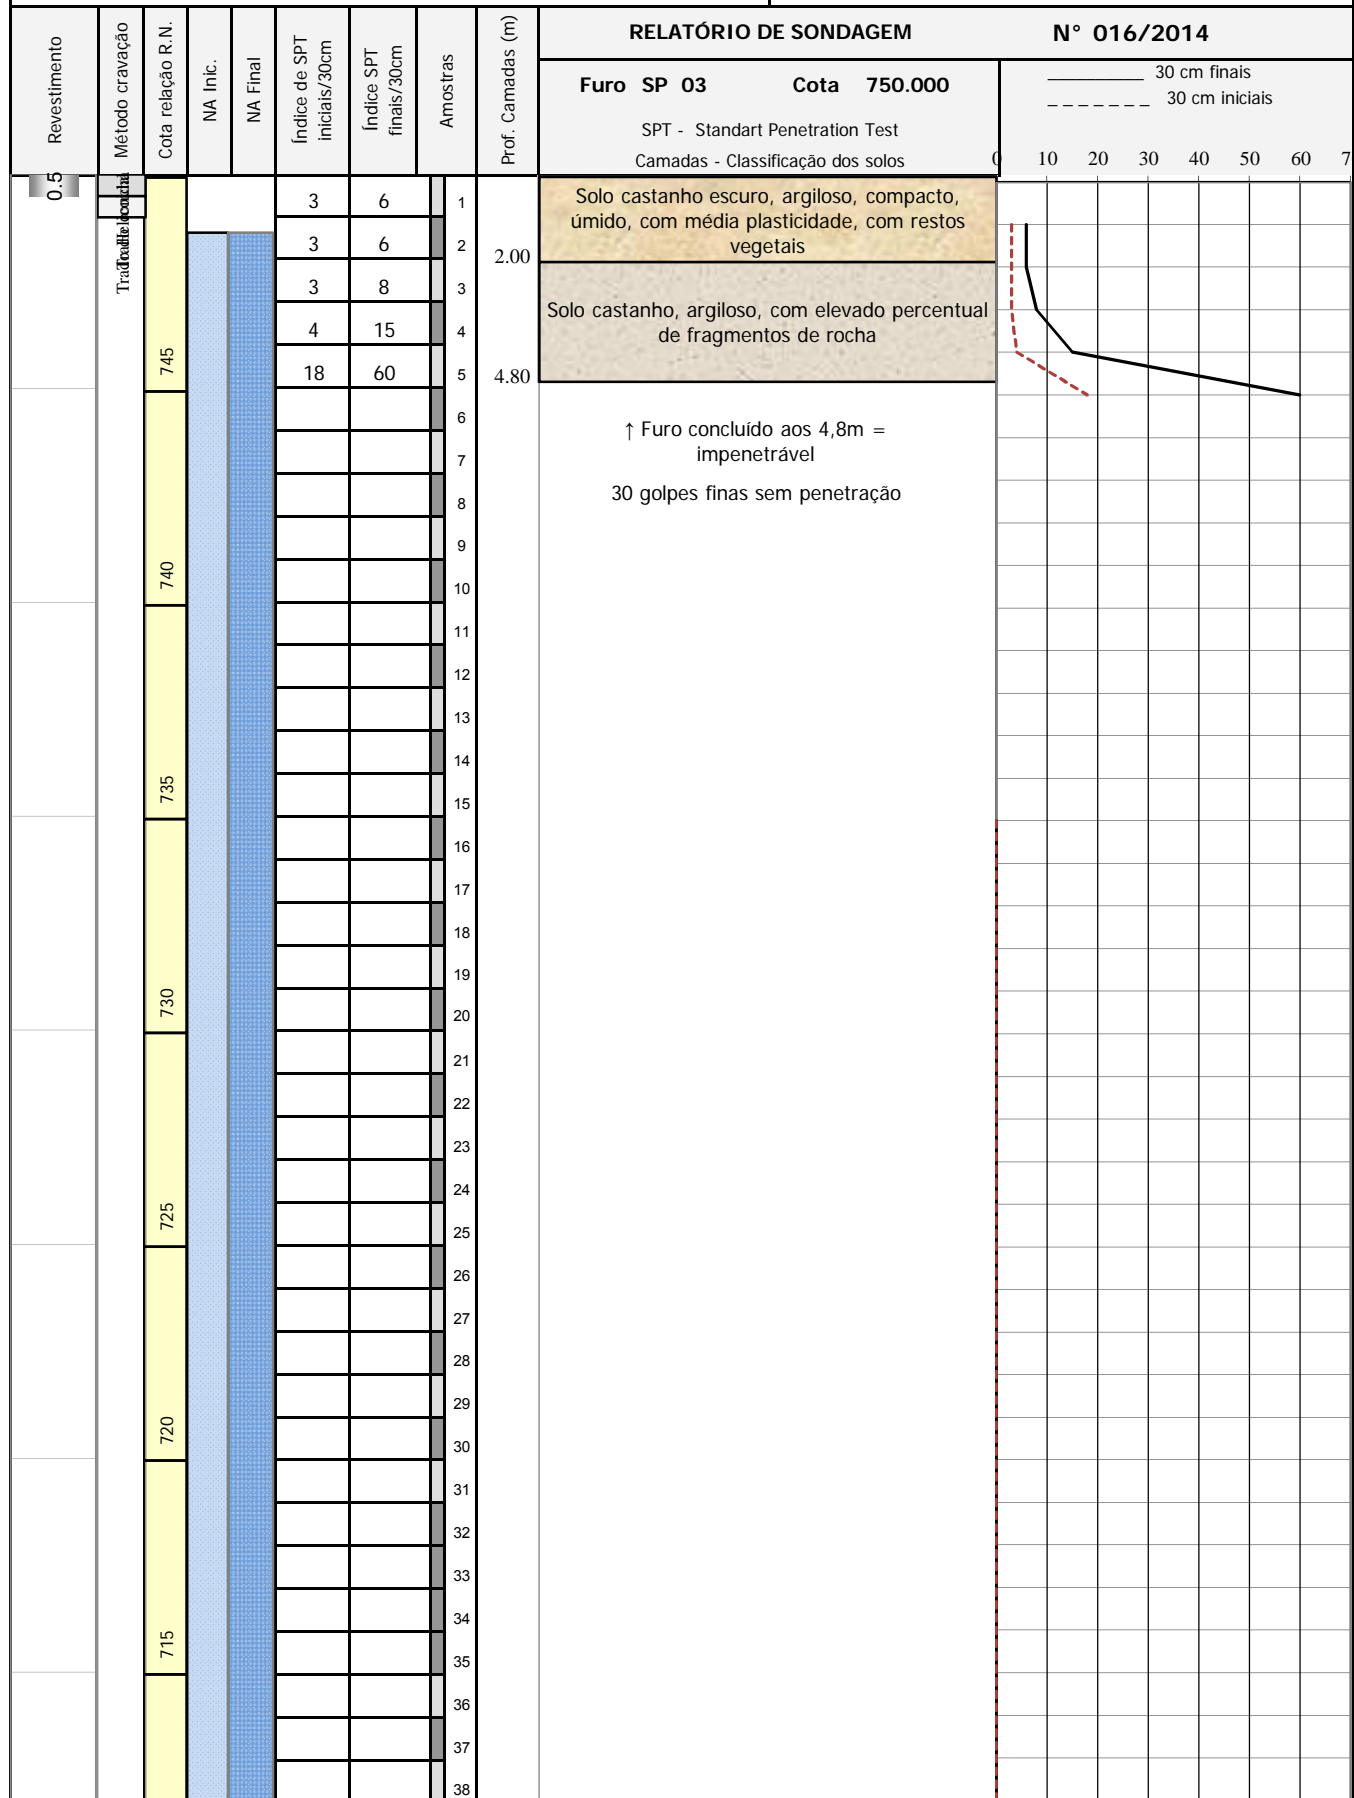 Revestimento
Método cravação
Cota relação R.N.
NA Inic.
NA Final
Índice de SPT
iniciais/30cm
Índice SPT
finais/30cm
Amostras
Prof. Camadas (m)
RELATÓRIO DE SONDAGEM
N° 016/2014
Furo SP 03 Cota 750.000
SPT - Standart Penetration Test
Camadas - Classificação dos solos
30 cm finais
30 cm iniciais
0 10 20 30 40 50 60 7
0.5
3 6 1
3 6 2
2.00
3 8 3
4 15 4
18 60 5
4.80
Solo castanho escuro, argiloso, compacto,
úmido, com média plasticidade, com restos
vegetais
Solo castanho, argiloso, com elevado percentual
de fragmentos de rocha
↑ Furo concluído aos 4,8m =
impenetrável
30 golpes finas sem penetração
745
740
735
730
725
720
715
6
7
8
9
10
11
12
13
14
15
16
17
18
19
20
21
22
23
24
25
26
27
28
29
30
31
32
33
34
35
36
37
38